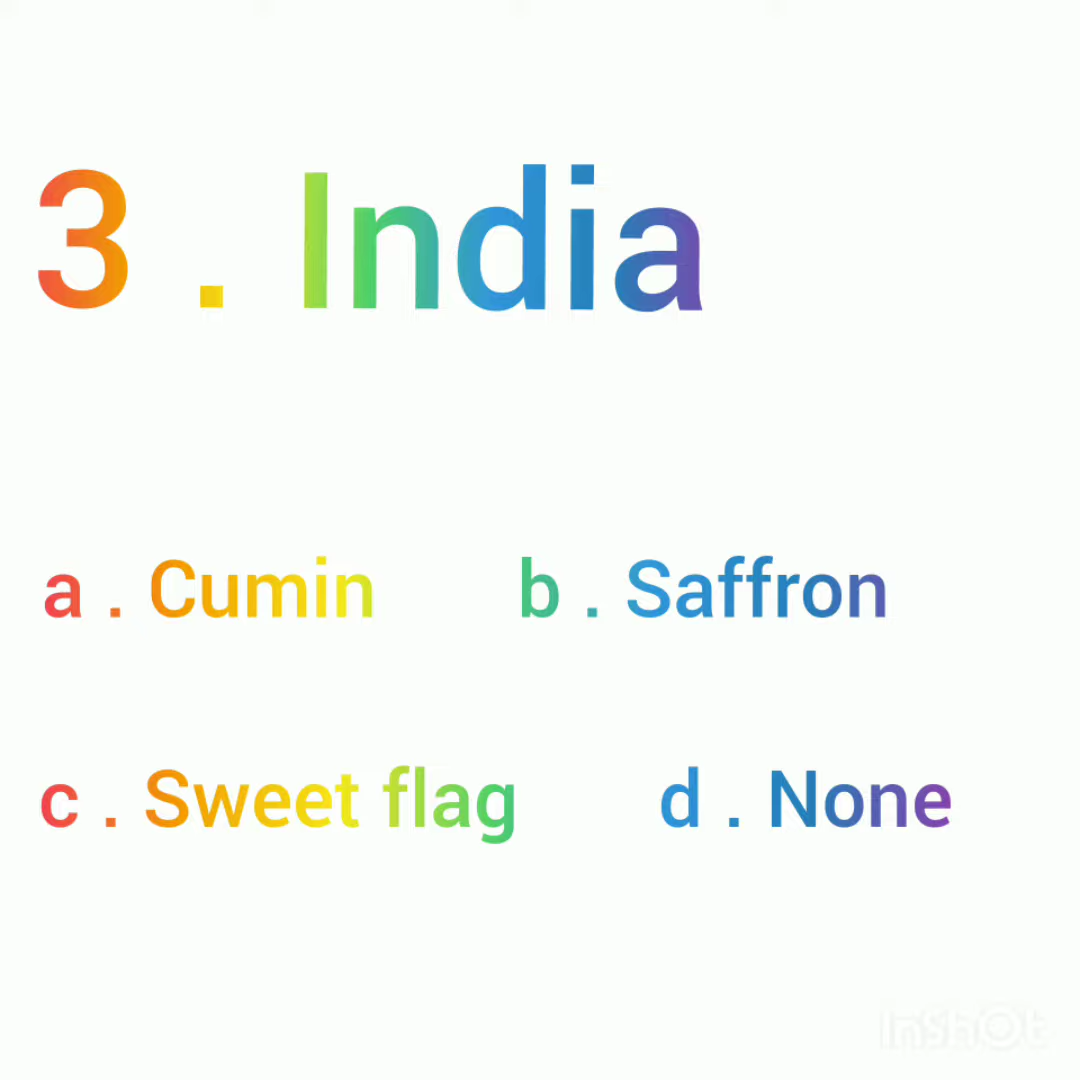 3 . India
a . Cumin b . Saffron
c . Sweet flag d . None
InShOt